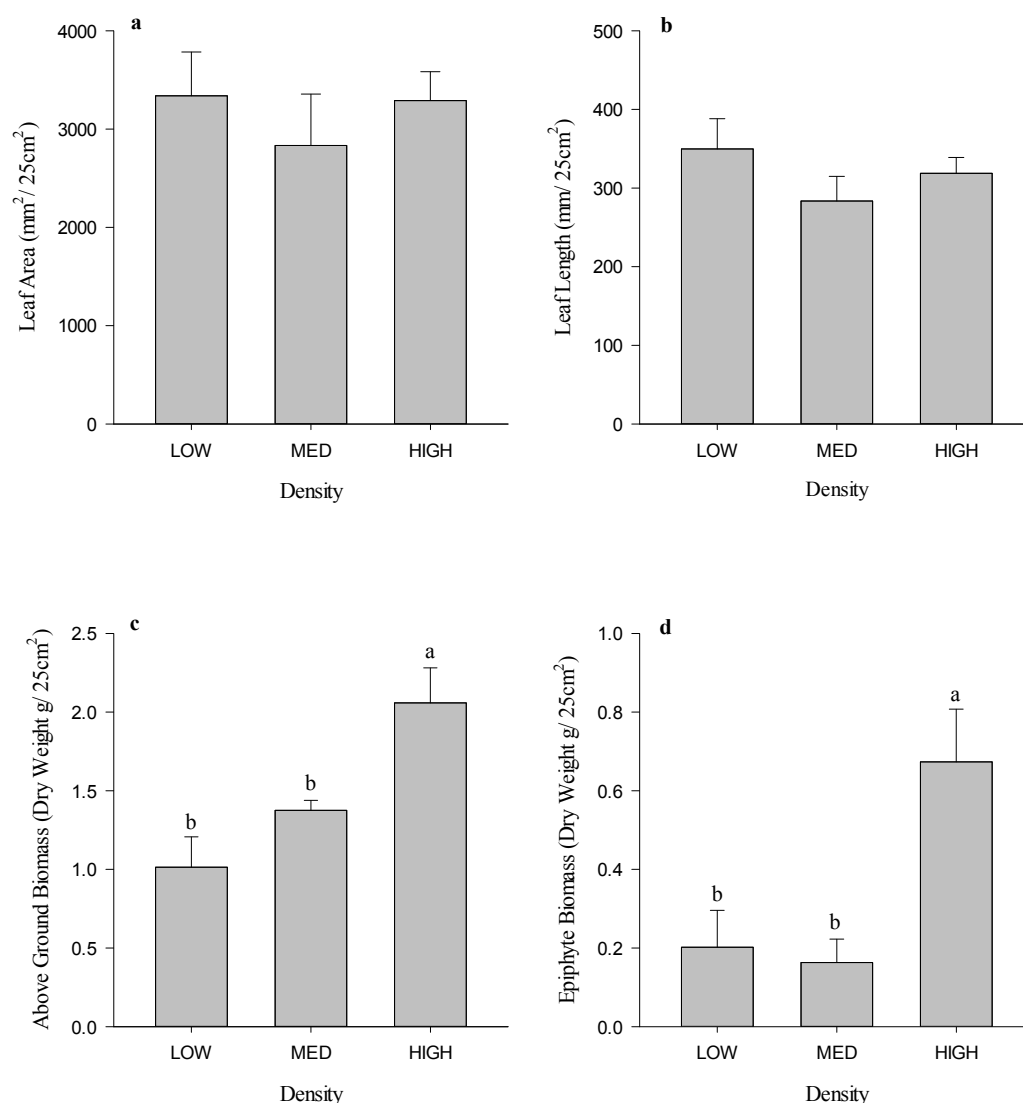 a
Leaf Area (mm²/ 25cm²)
4000
3000
2000
1000
0
LOW MED HIGH
Density
b
Leaf Length (mm/ 25cm²)
500
400
300
200
100
0
LOW MED HIGH
Density
c
Above Ground Biomass (Dry Weight g/ 25cm²)
2.5
2.0
1.5
1.0
0.5
0.0
b b a
LOW MED HIGH
Density
d
Epiphyte Biomass (Dry Weight g/ 25cm²)
1.0
0.8
0.6
0.4
0.2
0.0
b b a
LOW MED HIGH
Density